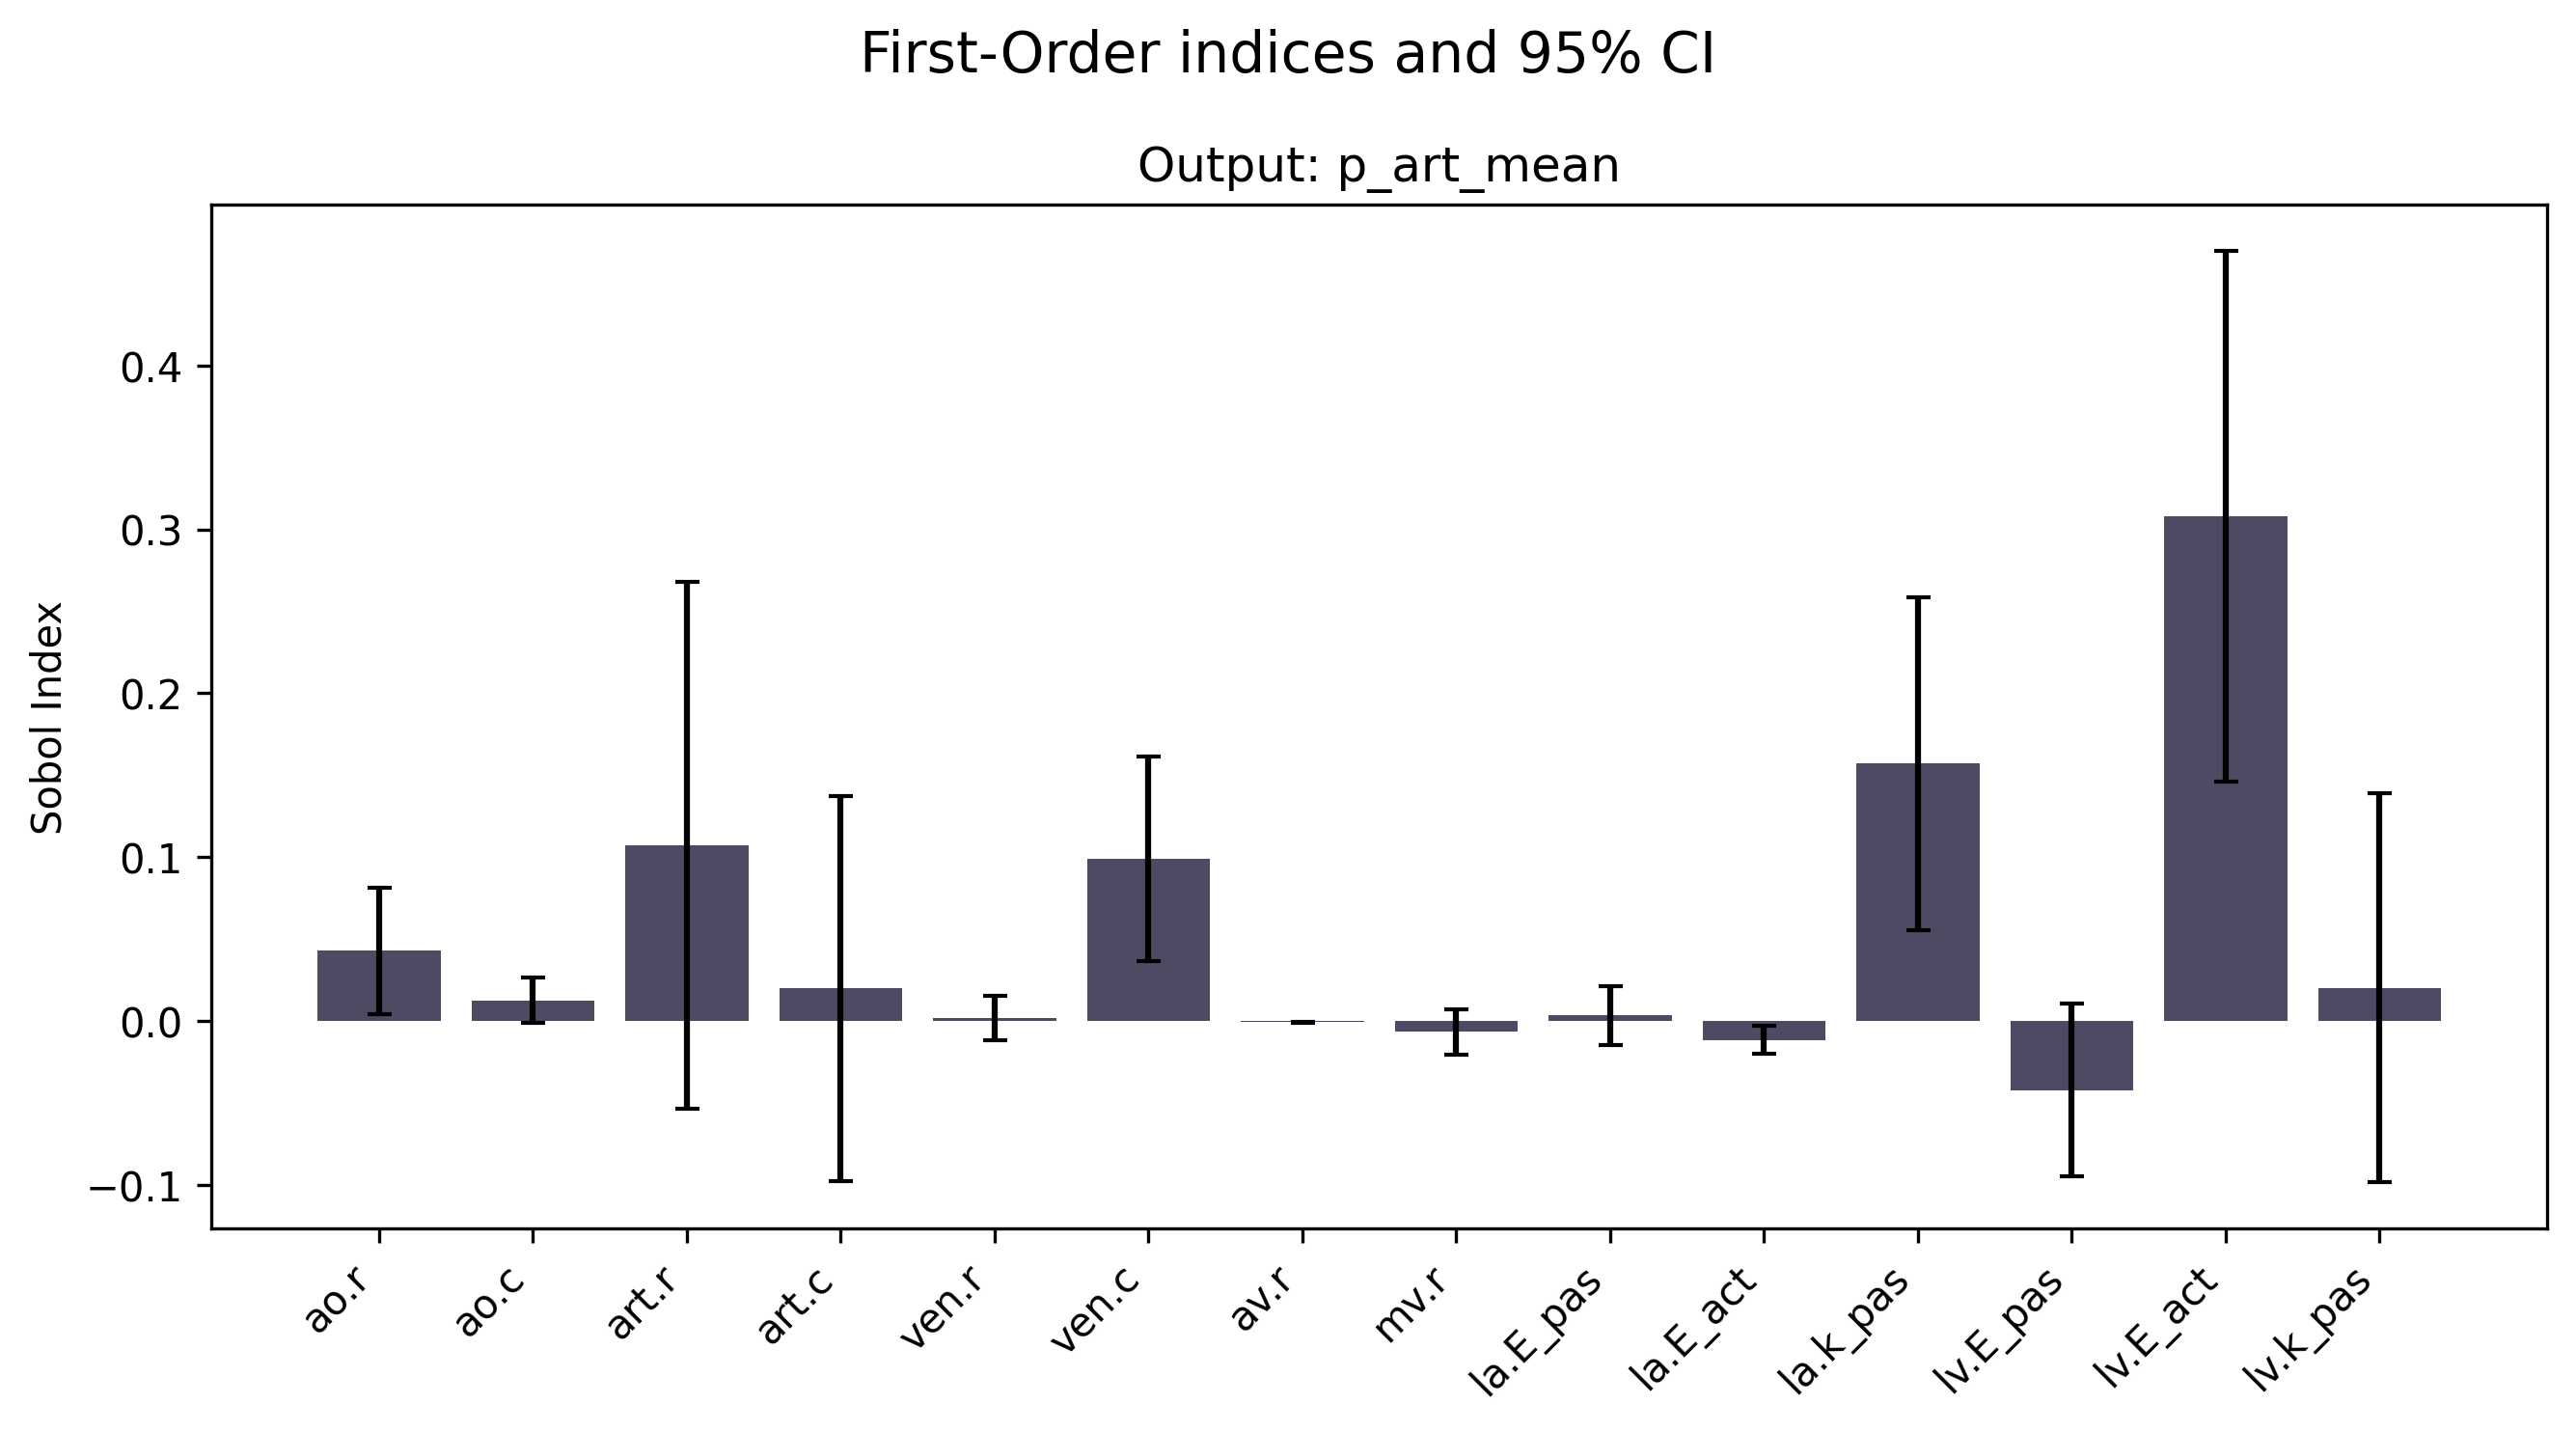 First-Order indices and 95% CI
Output: p_art_mean
Sobol Index
0.4
0.3
0.2
0.1
0.0
−0.1
ao.r
ao.c
art.r
art.c
ven.r
ven.c
av.r
mv.r
la.E_pas
la.E_act
la.k_pas
lv.E_pas
lv.E_act
lv.k_pas